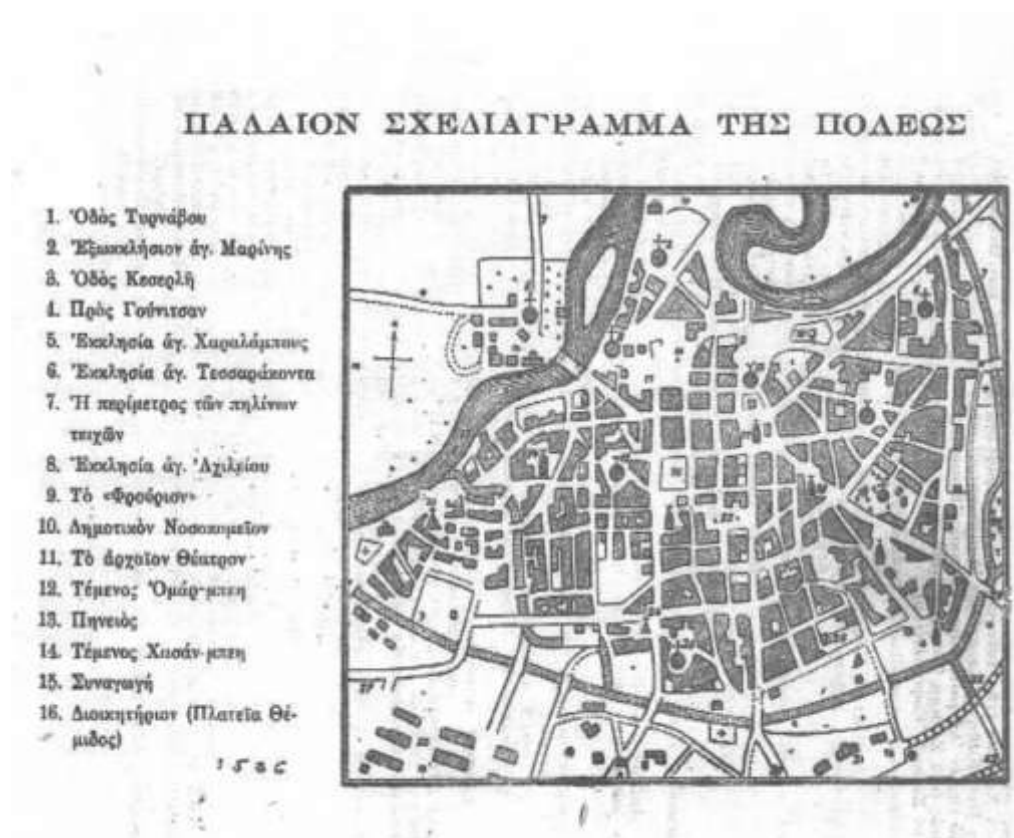 ΠΑΛΑΙΟΝ ΣΧΕΔΙΑΓΡΑΜΜΑ ΤΗΣ ΠΟΛΕΩΣ
1. Ὁδὸς Τυρνάβου
2. Ἐξωκκλήσιον ἁγ. Μαρίνης
3. Ὁδὸς Κεσερλῆ
4. Πρὸς Γούνιτσαν
5. Ἐκκλησία ἁγ. Χαραλάμπους
6. Ἐκκλησία ἁγ. Τεσσαράκοντα
7. Ἡ περίμετρος τῶν πηλίνων
τειχῶν
8. Ἐκκλησία ἁγ. Ἀχιλείου
9. Τὸ «Φρούριον»
10. Δημοτικὸν Νοσοκομεῖον
11. Τὸ ἀρχαῖον Θέατρον
12. Τέμενος Ὁμάρ-μπεη
13. Πηνειὸς
14. Τέμενος Χασάν-μπεη
15. Συναγωγή
16. Διοικητήριον (Πλατεῖα Θέ-
μιδος)